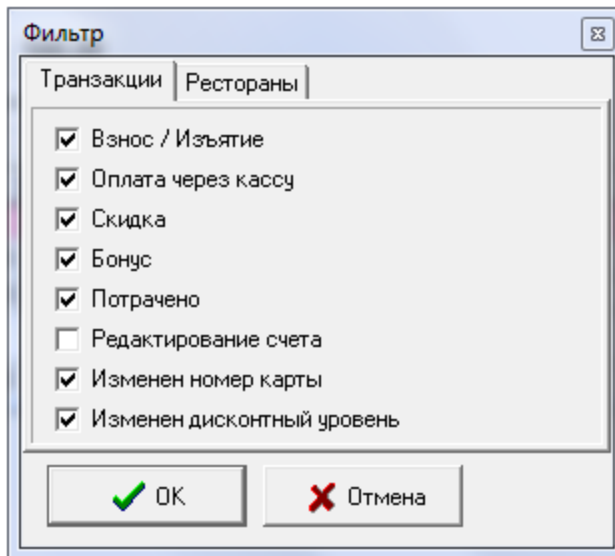 Фильтр
Транзакции Рестораны
Взнос / Изъятие
Оплата через кассу
Скидка
Бонус
Потрачено
Редактирование счета
Изменен номер карты
Изменен дисконтный уровень
OK Отмена